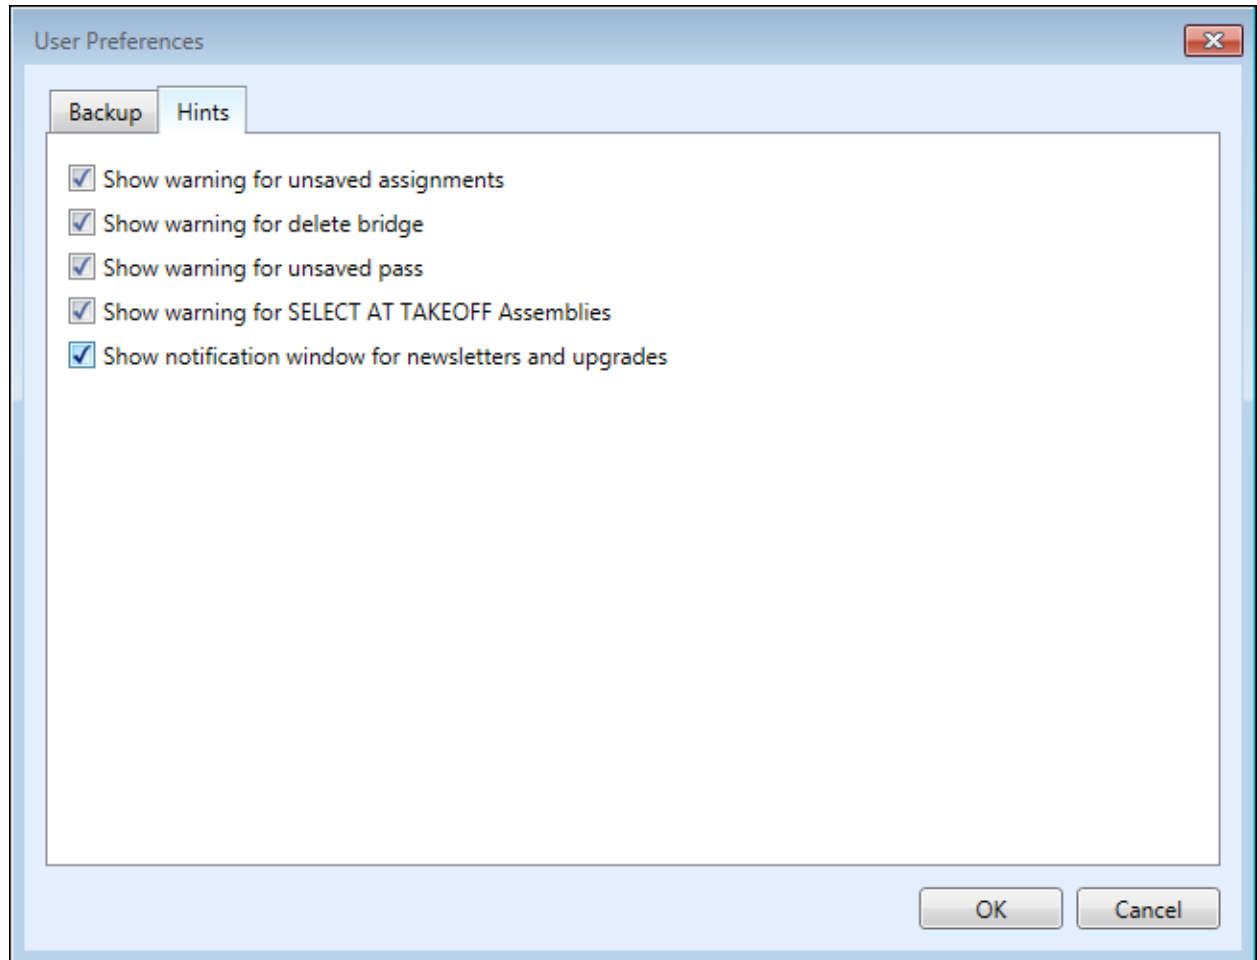 User Preferences
Backup
Hints
Show warning for unsaved assignments
Show warning for delete bridge
Show warning for unsaved pass
Show warning for SELECT AT TAKEOFF Assemblies
Show notification window for newsletters and upgrades
OK
Cancel